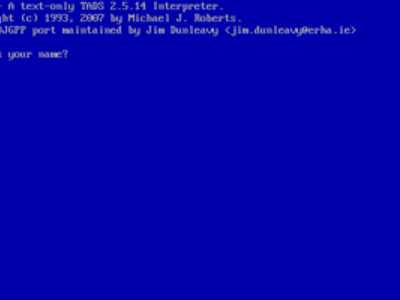 - A text-only TADS 2.5.14 Interpreter.
ght (c) 1993, 2007 by Michael J. Roberts.
DJGPP port maintained by Jim Dunleavy <jim.dunleavy@erha.ie>
s your name?